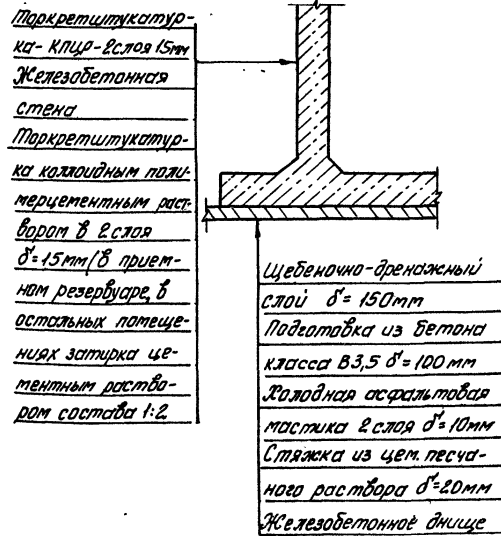 Торкретштукатур-
ка-КПЦР-2слоя 15мм
Железобетонная
стена
Торкретштукатур-
ка коллоидным поли-
мерцементным раст-
вором в 2 слоя
δ=15мм (в прием-
ном резервуаре, в
остальных помеще-
ниях затирка це-
ментным раство-
ром состава 1:2
Щебеночно-дренажный
слой δ= 150мм
Подготовка из бетона
класса В3,5 δ=100мм
Холодная асфальтовая
мастика 2 слоя δ=10мм
Стяжка из цем. песча-
ного раствора δ=20мм
Железобетонное днище